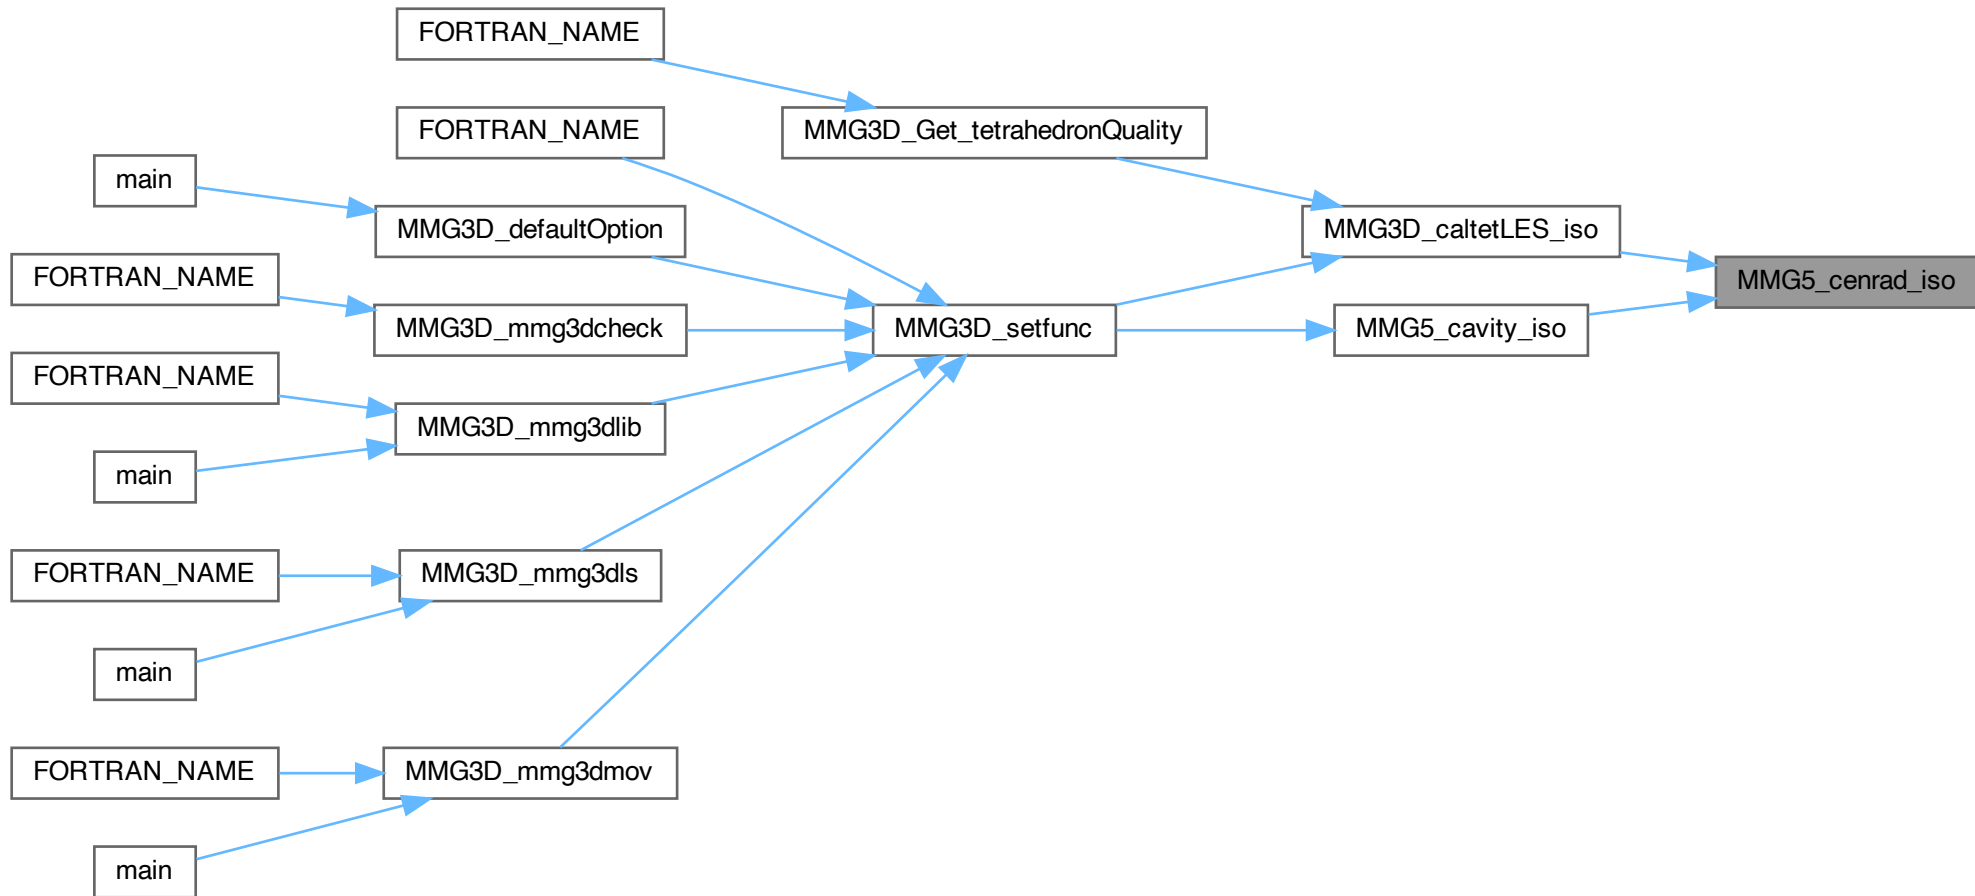 FORTRAN_NAME
FORTRAN_NAME
MMG3D_Get_tetrahedronQuality
main
MMG3D_defaultOption
MMG3D_caltetLES_iso
FORTRAN_NAME
MMG5_cenrad_iso
MMG3D_mmg3dcheck
MMG3D_setfunc
MMG5_cavity_iso
FORTRAN_NAME
MMG3D_mmg3dlib
main
FORTRAN_NAME
MMG3D_mmg3dls
main
FORTRAN_NAME
MMG3D_mmg3dmov
main